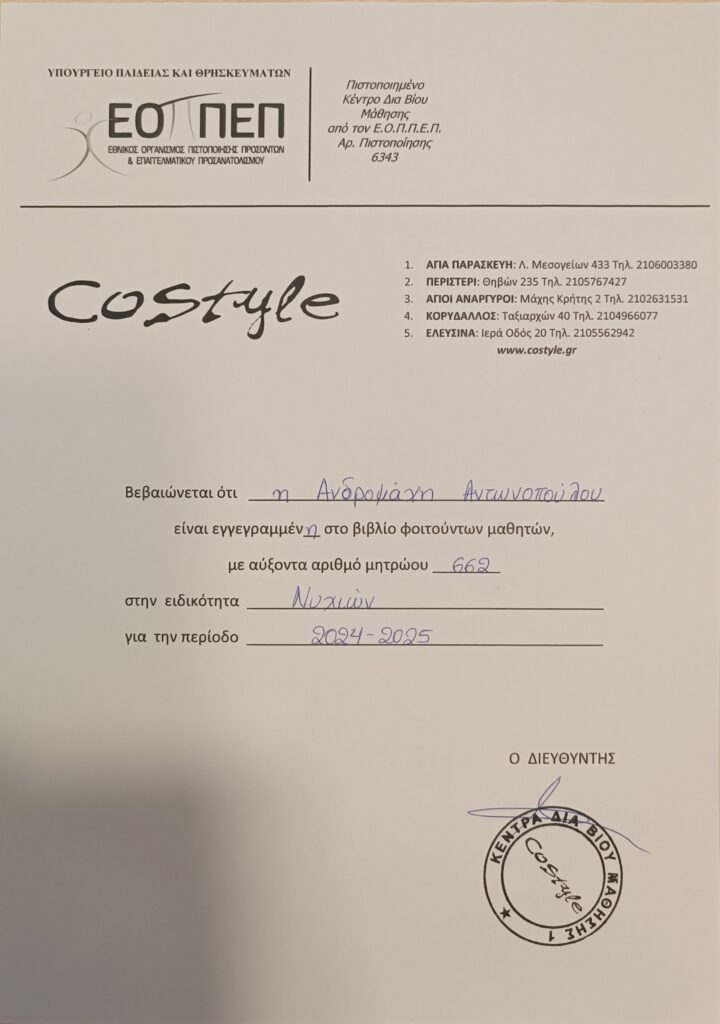 ΥΠΟΥΡΓΕΙΟ ΠΑΙΔΕΙΑΣ ΚΑΙ ΘΡΗΣΚΕΥΜΑΤΩΝ
ΕΟΠΠΕΠ
ΕΘΝΙΚΟΣ ΟΡΓΑΝΙΣΜΟΣ ΠΙΣΤΟΠΟΙΗΣΗΣ ΠΡΟΣΟΝΤΩΝ
& ΕΠΑΓΓΕΛΜΑΤΙΚΟΥ ΠΡΟΣΑΝΑΤΟΛΙΣΜΟΥ
Πιστοποιημένο
Κέντρο Δια Βίου
Μάθησης
από τον Ε.Ο.Π.Π.Ε.Π.
Αρ. Πιστοποίησης
6343
CoStyle
1. ΑΓΙΑ ΠΑΡΑΣΚΕΥΗ: Λ. Μεσογείων 433 Τηλ. 2106003380
2. ΠΕΡΙΣΤΕΡΙ: Θηβών 235 Τηλ. 2105767427
3. ΑΓΙΟΙ ΑΝΑΡΓΥΡΟΙ: Μάχης Κρήτης 2 Τηλ. 2102631531
4. ΚΟΡΥΔΑΛΛΟΣ: Ταξιαρχών 40 Τηλ. 2104966077
5. ΕΛΕΥΣΙΝΑ: Ιερά Οδός 20 Τηλ. 2105562942
www.costyle.gr
Βεβαιώνεται ότι η Ανδρομάχη Αντωνοπούλου
είναι εγγεγραμμένη στο βιβλίο φοιτούντων μαθητών,
με αύξοντα αριθμό μητρώου 662
στην ειδικότητα Νυχιών
για την περίοδο 2024-2025
Ο ΔΙΕΥΘΥΝΤΗΣ
ΚΕΝΤΡΑ ΔΙΑ ΒΙΟΥ ΜΑΘΗΣΗΣ 1
CoStyle